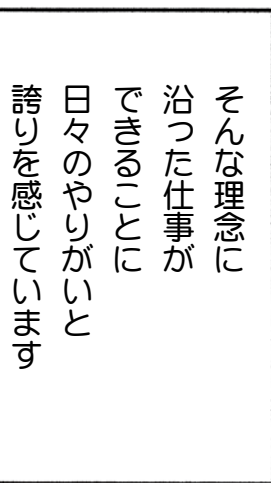 そんな理念に
沿った仕事が
できることに
日々のやりがいと
誇りを感じています